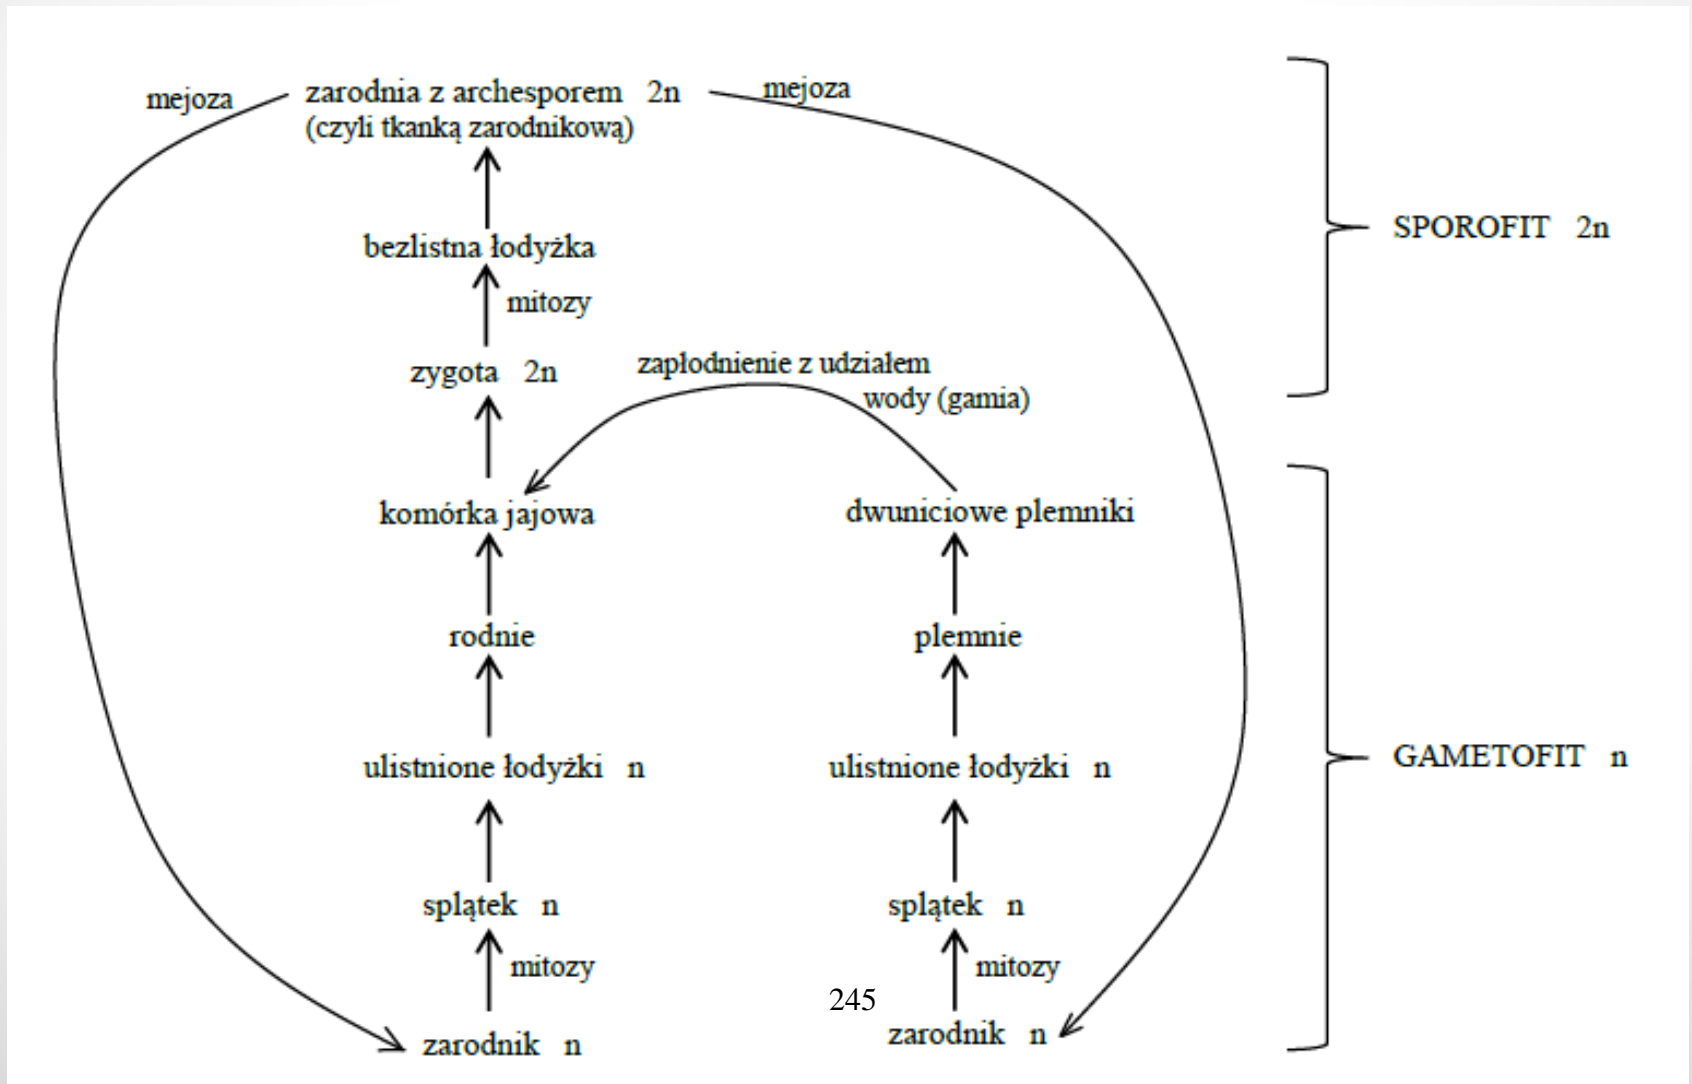 mejoza
zarodnia z archesporem 2n
mejoza
(czyli tkanką zarodnikową)
bezlistna łodyżka
mitozy
zygota 2n
zapłodnienie z udziałem
wody (gamia)
komórka jajowa
dwuniciowe plemniki
rodnie
plemnie
ulistnione łodyżki n
ulistnione łodyżki n
splątek n
splątek n
mitozy
mitozy
245
zarodnik n
zarodnik n
SPOROFIT 2n
GAMETOFIT n